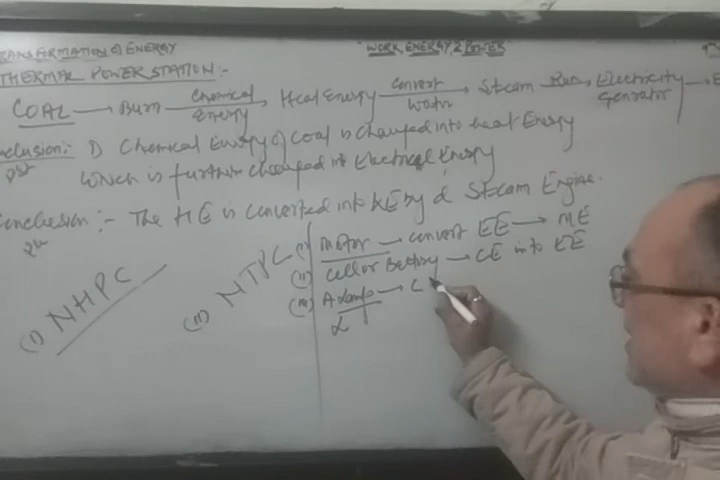 TRANSFORMATION of ENERGY
"WORK, ENERGY & POWER"
THERMAL POWER STATION:-
COAL → Burn Chemical Energy → Heat Energy Convert Water → Steam Run → Electricity Generator → E
nclusion:- 1) Chemical Energy of Coal is changed into heat Energy
1st which is further changed into Electrical Energy
Conclusion:- The HE is converted into KE by a Steam Engine.
2nd
(i) NHPC
(ii) NTPC
(i) Motor → convert EE → ME
(ii) Cell or Battery → CE into EE
(iii) A Lamp → C